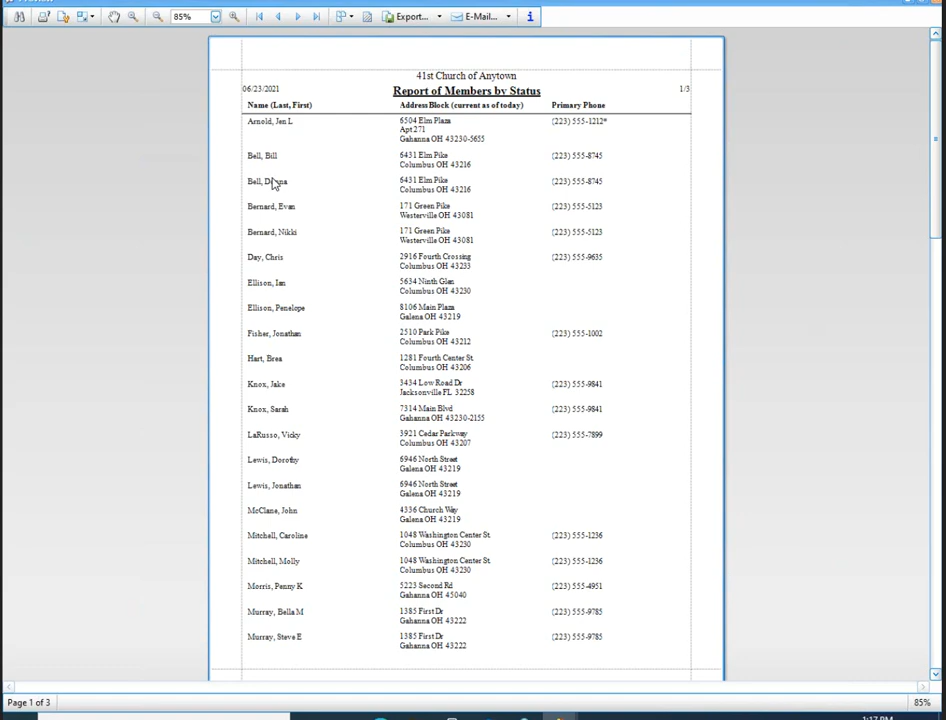 85%
Export...
E-Mail...
41st Church of Anytown
06/23/2021
Report of Members by Status
1/3
Name (Last, First) Address Block (current as of today) Primary Phone
Arnold, Jen L 6504 Elm Plaza (223) 555-1212*
Apt 271
Gahanna OH 43230-5655
Bell, Bill 6431 Elm Pike (223) 555-8745
Columbus OH 43216
Bell, 6431 Elm Pike (223) 555-8745
Columbus OH 43216
Bernard, Evan 171 Green Pike (223) 555-5123
Westerville OH 43081
Bernard, Nikki 171 Green Pike (223) 555-5123
Westerville OH 43081
Day, Chris 2916 Fourth Crossing (223) 555-9635
Columbus OH 43233
Ellison, Ian 5634 Ninth Glen
Columbus OH 43230
Ellison, Penelope 8106 Main Plaza
Galena OH 43219
Fisher, Jonathan 2510 Park Pike (223) 555-1002
Columbus OH 43212
Hart, Brea 1281 Fourth Center St.
Columbus OH 43206
Knox, Jake 3434 Low Road Dr (223) 555-9841
Jacksonville FL 32258
Knox, Sarah 7314 Main Blvd (223) 555-9841
Gahanna OH 43230-2155
LaRusso, Vicky 3921 Cedar Parkway (223) 555-7899
Columbus OH 43207
Lewis, Dorothy 6946 North Street
Galena OH 43219
Lewis, Jonathan 6946 North Street
Galena OH 43219
McClane, John 4336 Church Way
Galena OH 43219
Mitchell, Caroline 1048 Washington Center St. (223) 555-1236
Columbus OH 43230
Mitchell, Molly 1048 Washington Center St. (223) 555-1236
Columbus OH 43230
Morris, Penny K 5223 Second Rd (223) 555-4951
Gahanna OH 45040
Murray, Bella M 1385 First Dr (223) 555-9785
Gahanna OH 43222
Murray, Steve E 1385 First Dr (223) 555-9785
Gahanna OH 43222
Page 1 of 3
85%
1:17 PM